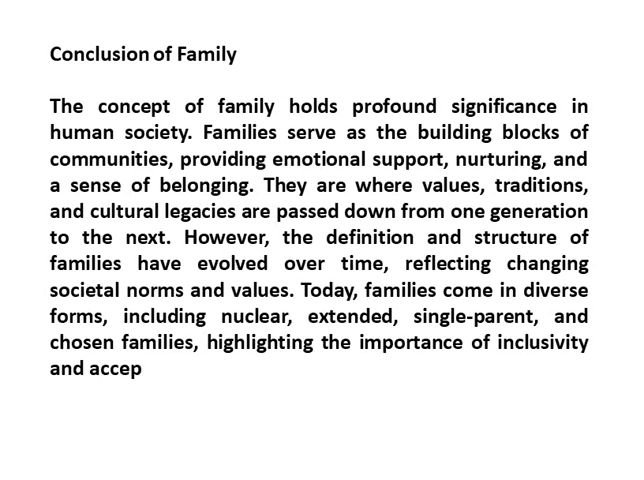 Conclusion of Family
The concept of family holds profound significance in
human society. Families serve as the building blocks of
communities, providing emotional support, nurturing, and
a sense of belonging. They are where values, traditions,
and cultural legacies are passed down from one generation
to the next. However, the definition and structure of
families have evolved over time, reflecting changing
societal norms and values. Today, families come in diverse
forms, including nuclear, extended, single-parent, and
chosen families, highlighting the importance of inclusivity
and accep